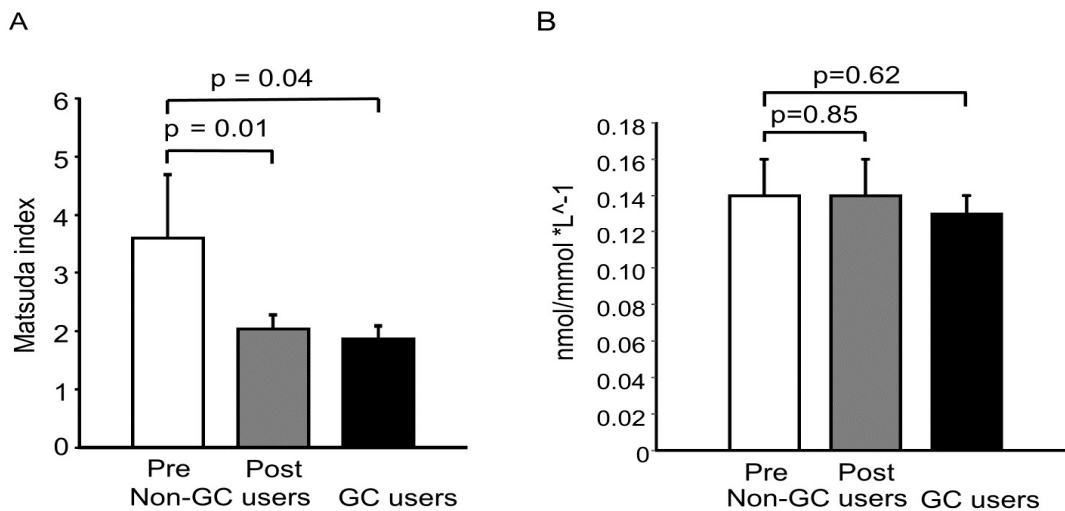 A
p = 0.04
p = 0.01
6
5
4
3
2
1
0
Matsuda index
Pre Post
Non-GC users GC users
B
p=0.62
p=0.85
0.18
0.16
0.14
0.12
0.10
0.08
0.06
0.04
0.02
0
nmol/mmol *L^-1
Pre Post
Non-GC users GC users